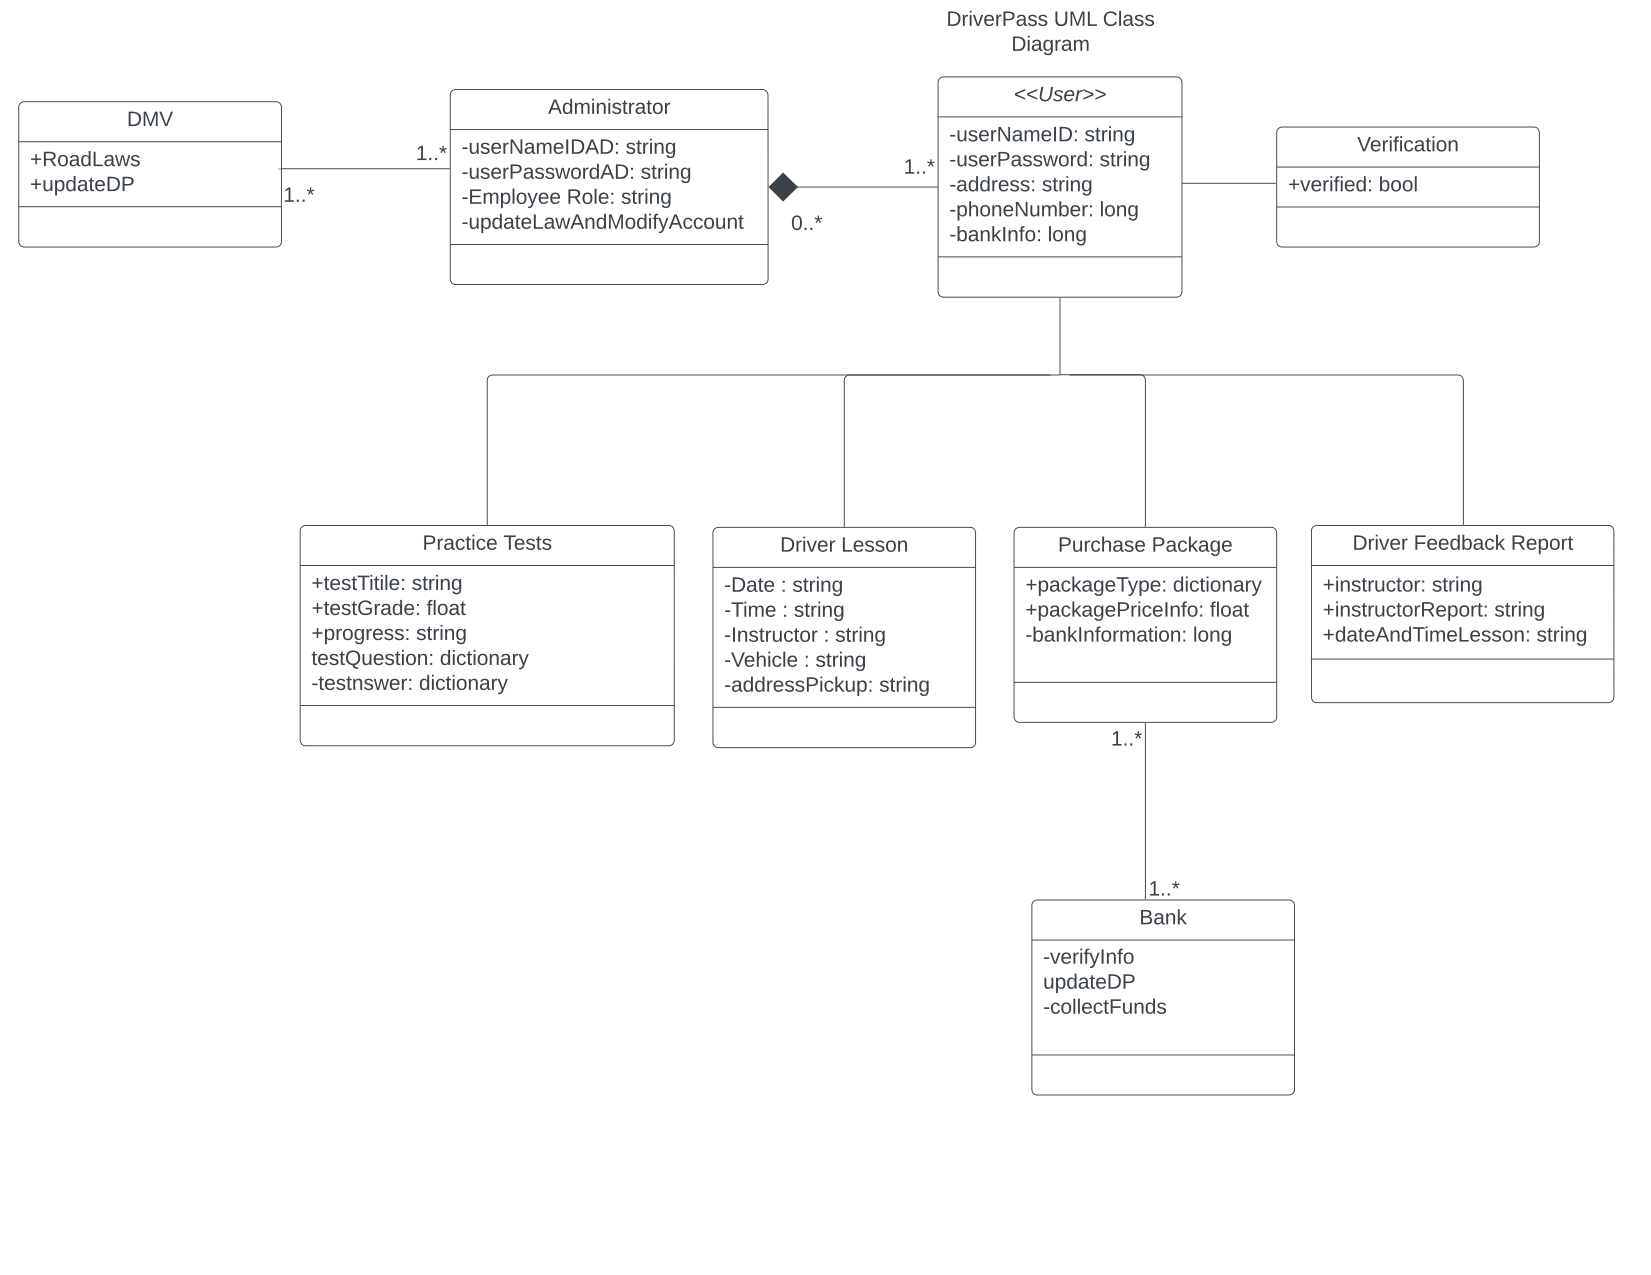 DriverPass UML Class
Diagram
DMV
+RoadLaws
+updateDP
1..*
1..*
Administrator
-userNameIDAD: string
-userPasswordAD: string
-Employee Role: string
-updateLawAndModifyAccount
0..*
1..*
<<User>>
-userNameID: string
-userPassword: string
-address: string
-phoneNumber: long
-bankInfo: long
Verification
+verified: bool
Practice Tests
+testTitile: string
+testGrade: float
+progress: string
testQuestion: dictionary
-testnswer: dictionary
Driver Lesson
-Date : string
-Time : string
-Instructor : string
-Vehicle : string
-addressPickup: string
Purchase Package
+packageType: dictionary
+packagePriceInfo: float
-bankInformation: long
Driver Feedback Report
+instructor: string
+instructorReport: string
+dateAndTimeLesson: string
1..*
1..*
Bank
-verifyInfo
updateDP
-collectFunds